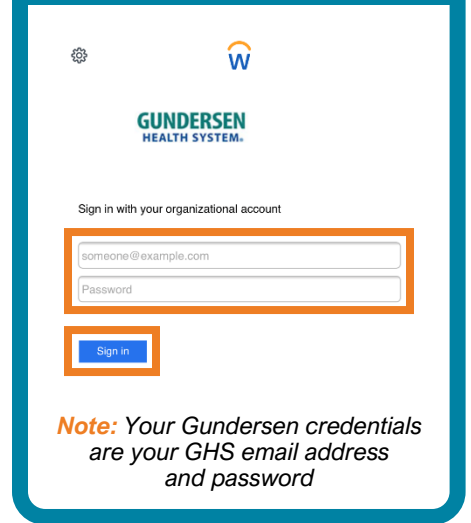 W
GUNDERSEN
HEALTH SYSTEM®
Sign in with your organizational account
someone@example.com
Password
Sign in
Note: Your Gundersen credentials
are your GHS email address
and password